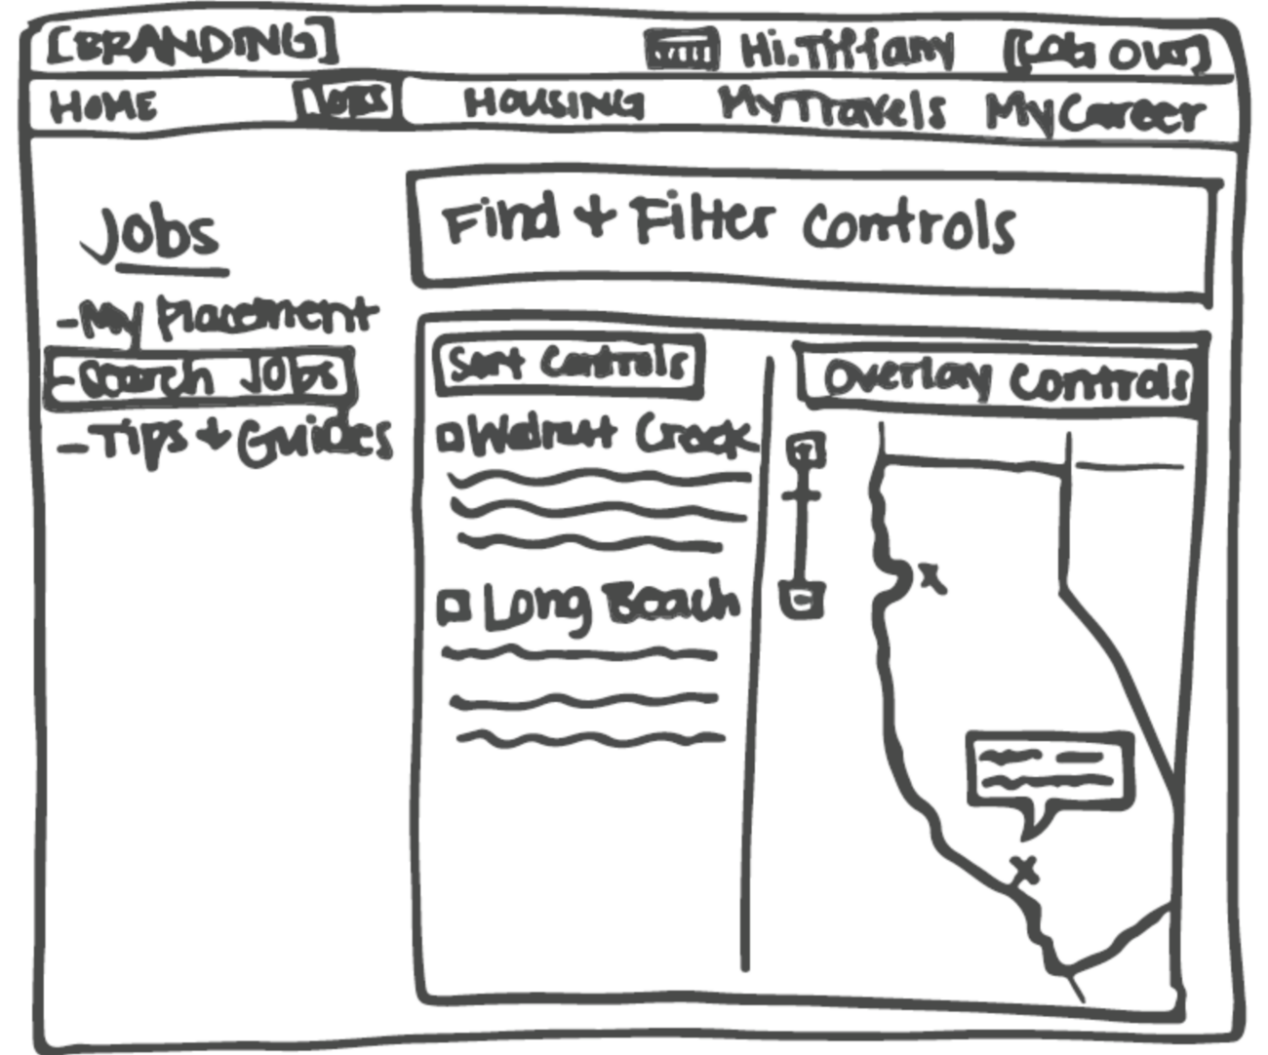 [BRANDING] Hi. Tiffany [Log Out]
HOME JOBS HOUSING MyTravels MyCareer
Jobs
- My Placement
- Search Jobs
- Tips + Guides
Find + Filter Controls
Sort Controls
Walnut Creek
Long Beach
Overlay Controls
+
-
x
x